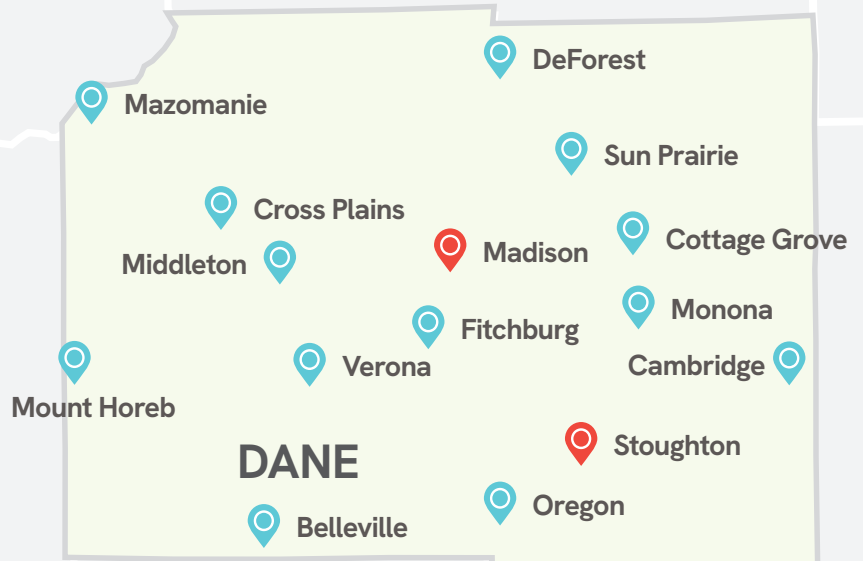 DeForest
Mazomanie
Sun Prairie
Cross Plains
Cottage Grove
Madison
Middleton
Monona
Fitchburg
Cambridge
Verona
Mount Horeb
Stoughton
DANE
Oregon
Belleville